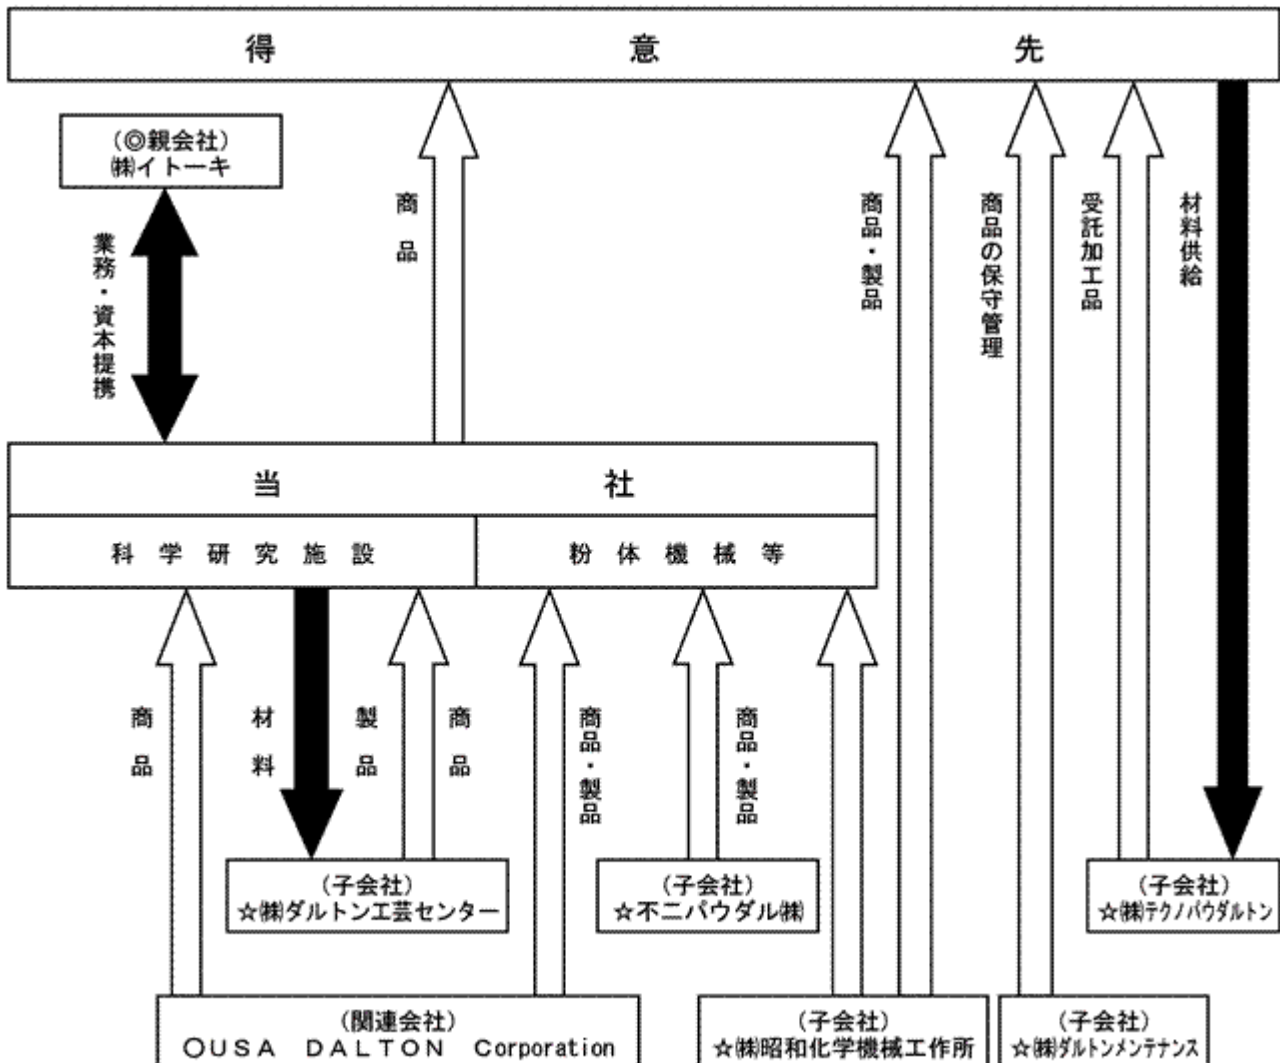 得意先
(◎親会社)
㈱イトーキ
業務・資本提携
商品
商品・製品
商品の保守管理
受託加工品
材料供給
当社
科学研究施設
粉体機械等
商品
材料
製品
商品
商品・製品
商品・製品
(子会社)
☆㈱ダルトン工芸センター
(子会社)
☆不二パウダル㈱
(子会社)
☆㈱テクノパウダルトン
(関連会社)
○USA DALTON Corporation
(子会社)
☆㈱昭和化学機械工作所
(子会社)
☆㈱ダルトンメンテナンス